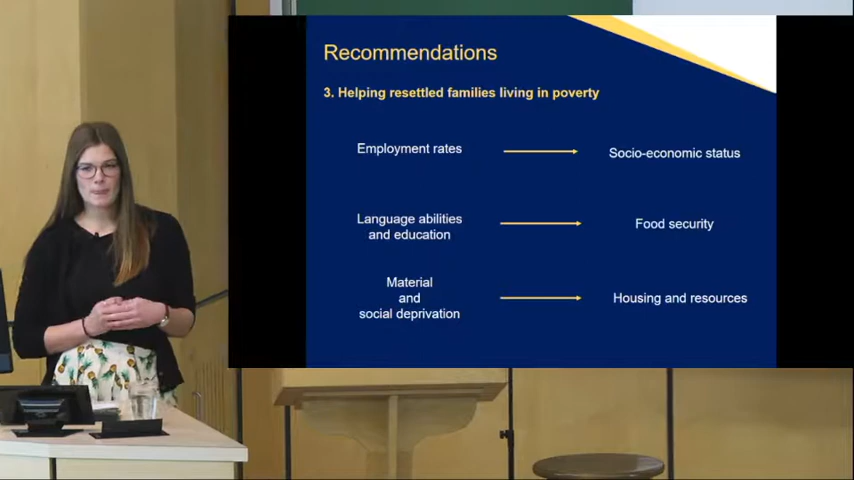 Recommendations
3. Helping resettled families living in poverty
Employment rates
Socio-economic status
Language abilities
and education
Food security
Material
and
social deprivation
Housing and resources